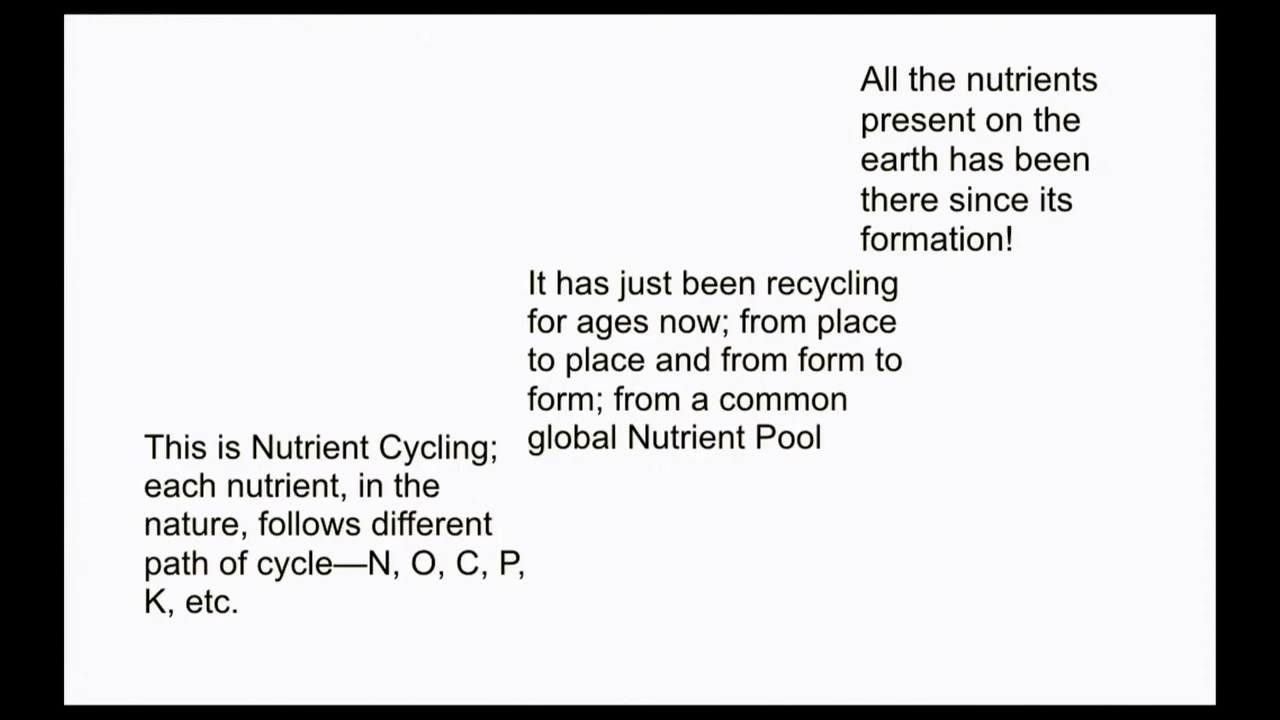 All the nutrients
present on the
earth has been
there since its
formation!
It has just been recycling
for ages now; from place
to place and from form to
form; from a common
global Nutrient Pool
This is Nutrient Cycling;
each nutrient, in the
nature, follows different
path of cycle—N, O, C, P,
K, etc.